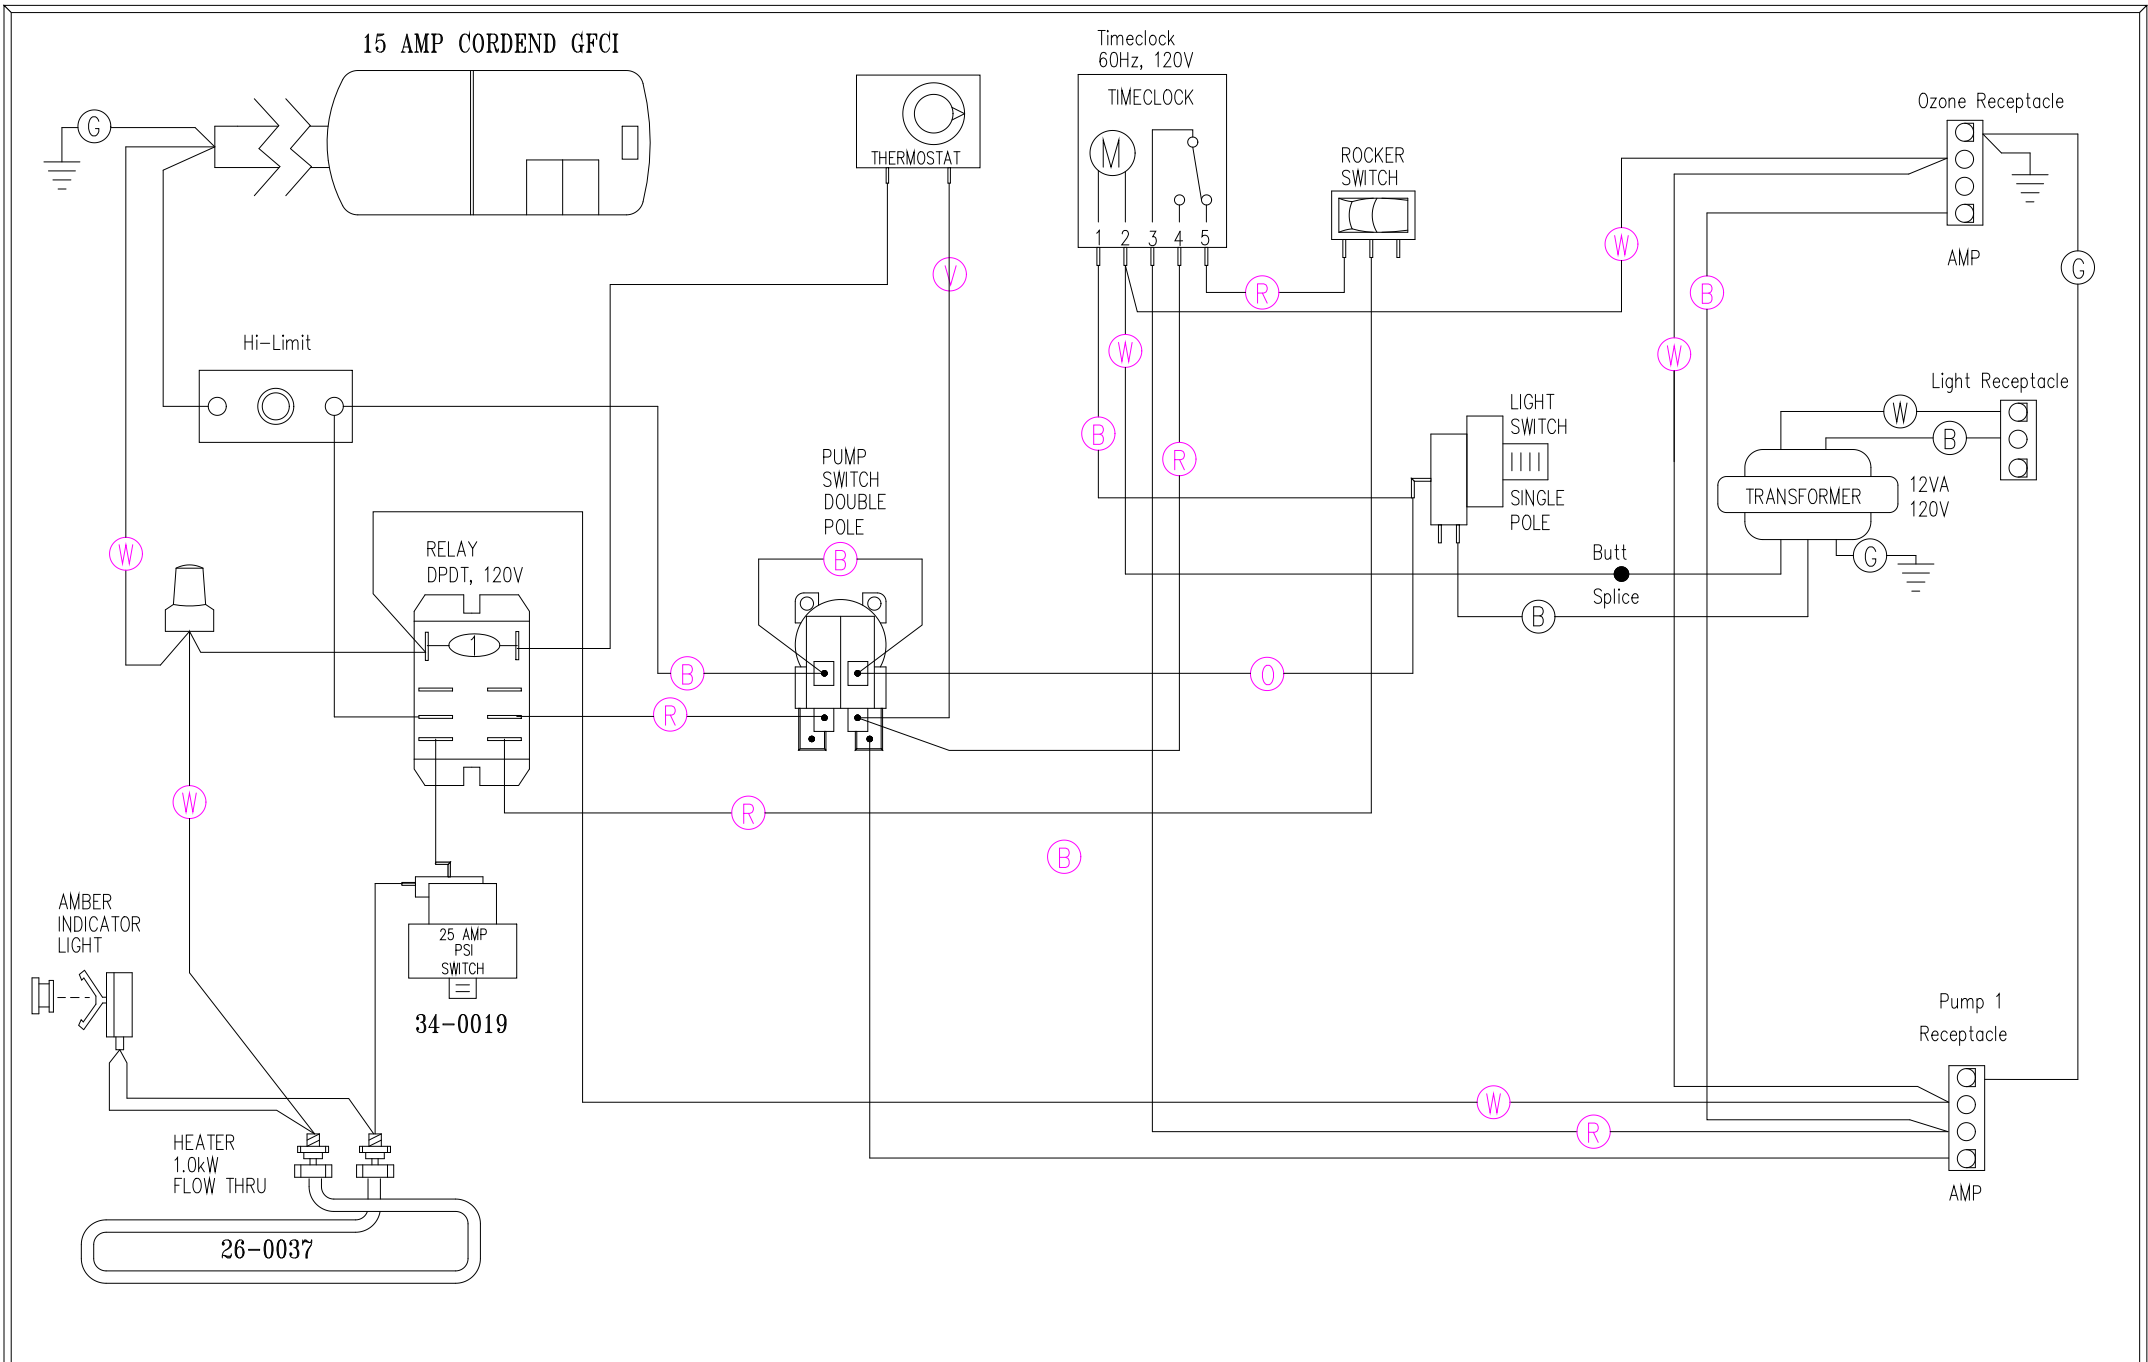 15 AMP CORDEND GFCI
Timeclock
60Hz, 120V
TIMECLOCK
M
1 2 3 4 5
THERMOSTAT
ROCKER
SWITCH
Ozone Receptacle
AMP
G
V
R
W
B
G
W
W
B
R
Hi-Limit
LIGHT
SWITCH
SINGLE
POLE
Light Receptacle
W
B
TRANSFORMER
12VA
120V
G
Butt
Splice
B
PUMP
SWITCH
DOUBLE
POLE
B
RELAY
DPDT, 120V
1
W
B
R
O
W
R
B
AMBER
INDICATOR
LIGHT
25 AMP
PSI
SWITCH
34-0019
Pump 1
Receptacle
W
R
AMP
HEATER
1.0kW
FLOW THRU
26-0037